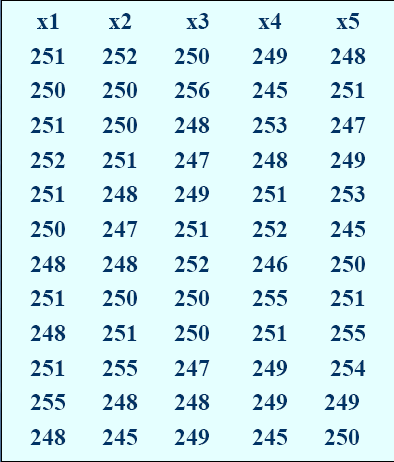 x1 x2 x3 x4 x5
251 252 250 249 248
250 250 256 245 251
251 250 248 253 247
252 251 247 248 249
251 248 249 251 253
250 247 251 252 245
248 248 252 246 250
251 250 250 255 251
248 251 250 251 255
251 255 247 249 254
255 248 248 249 249
248 245 249 245 250